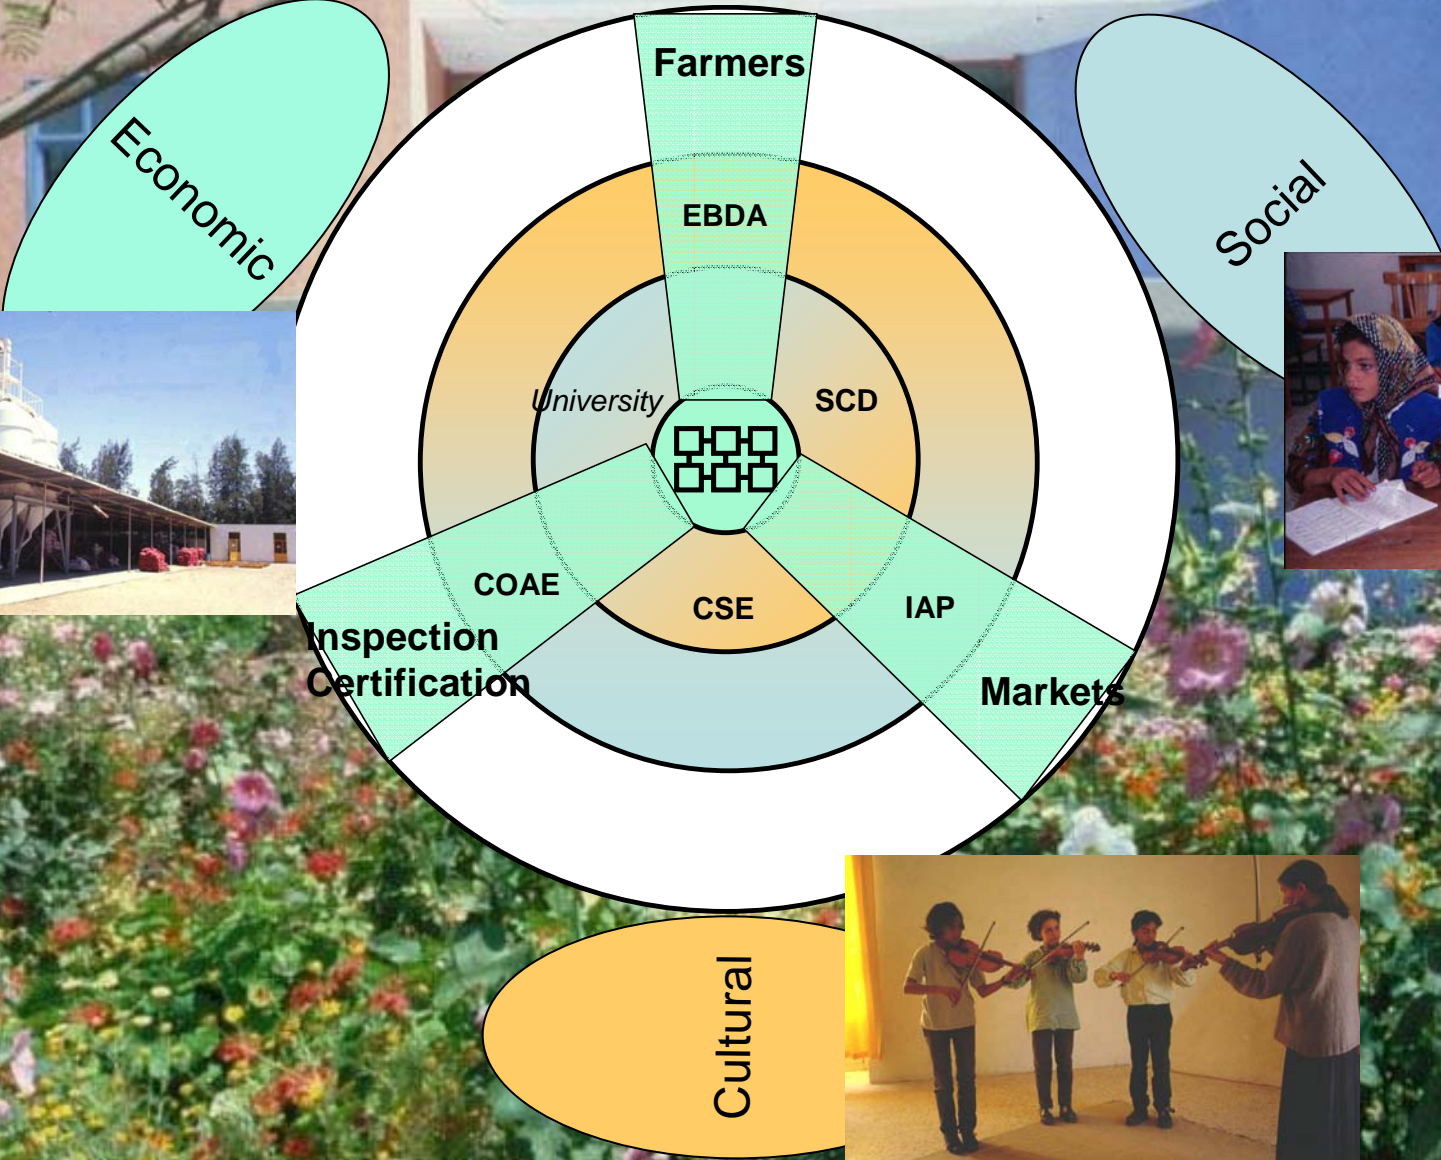 Farmers
Economic
Social
EBDA
University
SCD
COAE
CSE
IAP
Inspection
Certification
Markets
Cultural